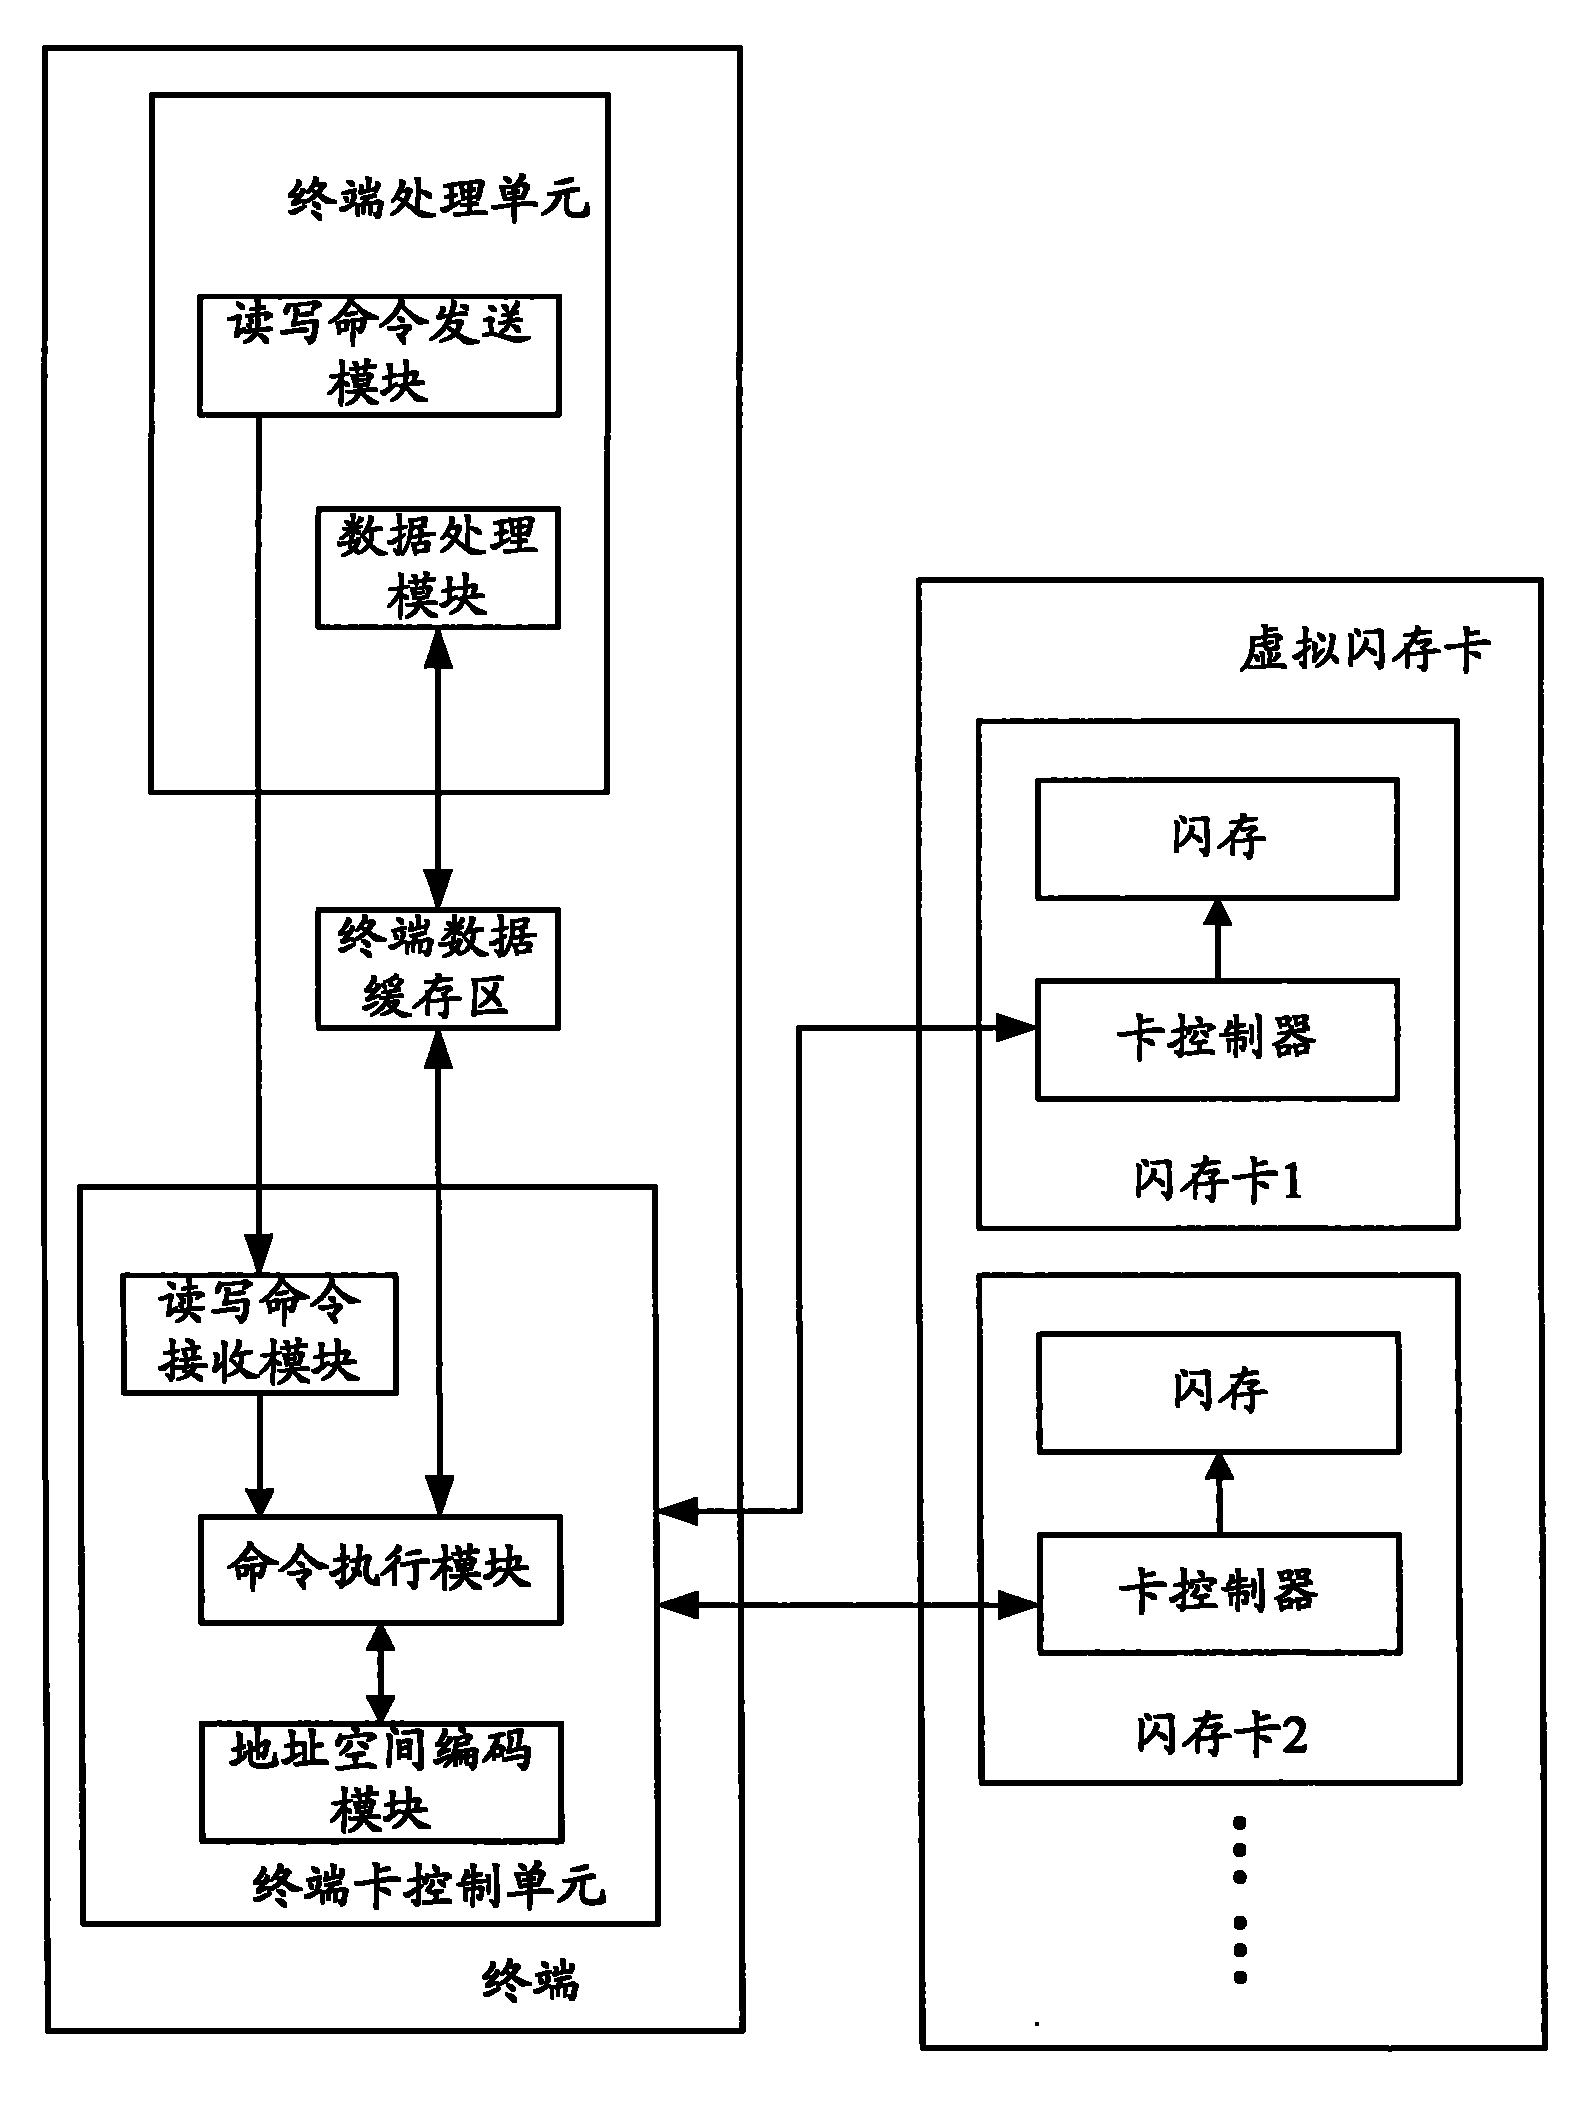 终端处理单元
读写命令发送
模块
数据处理
模块
终端数据
缓存区
读写命令
接收模块
命令执行模块
地址空间编码
模块
终端卡控制单元
终端
虚拟闪存卡
闪存
卡控制器
闪存卡1
闪存
卡控制器
闪存卡2